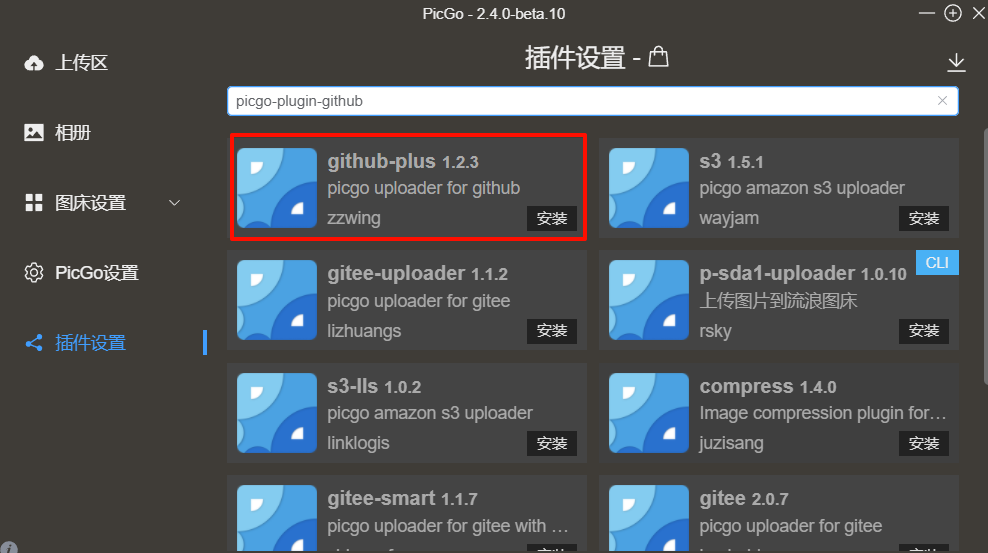 PicGo - 2.4.0-beta.10
上传区
相册
图床设置
PicGo设置
插件设置
插件设置 -
picgo-plugin-github
github-plus 1.2.3
picgo uploader for github
zzwing
安装
s3 1.5.1
picgo amazon s3 uploader
wayjam
安装
gitee-uploader 1.1.2
picgo uploader for gitee
lizhuangs
安装
p-sda1-uploader 1.0.10
CLI
上传图片到流浪图床
rsky
安装
s3-lls 1.0.2
picgo amazon s3 uploader
linklogis
安装
compress 1.4.0
Image compression plugin for…
juzisang
安装
gitee-smart 1.1.7
picgo uploader for gitee with …
gitee 2.0.7
picgo uploader for gitee